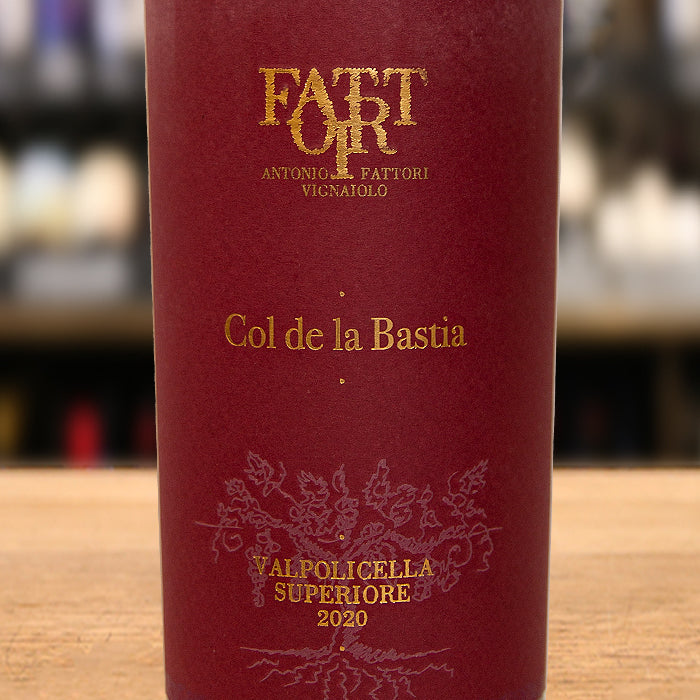 FATTORI
ANTONIO FATTORI
VIGNAIOLO
Col de la Bastia
VALPOLICELLA
SUPERIORE
2020